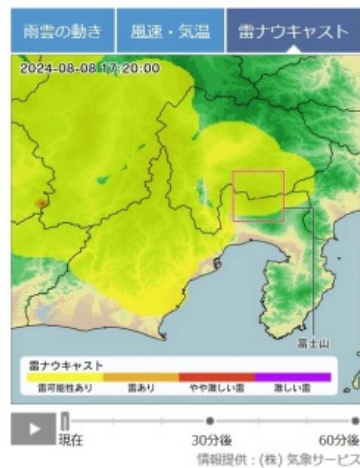 雨雲の動き
風速・気温
雷ナウキャスト
2024-08-08 17:20:00
富士山
雷ナウキャスト
雷可能性あり
雷あり
やや激しい雷
激しい雷
現在
30分後
60分後
情報提供:(株) 気象サービス